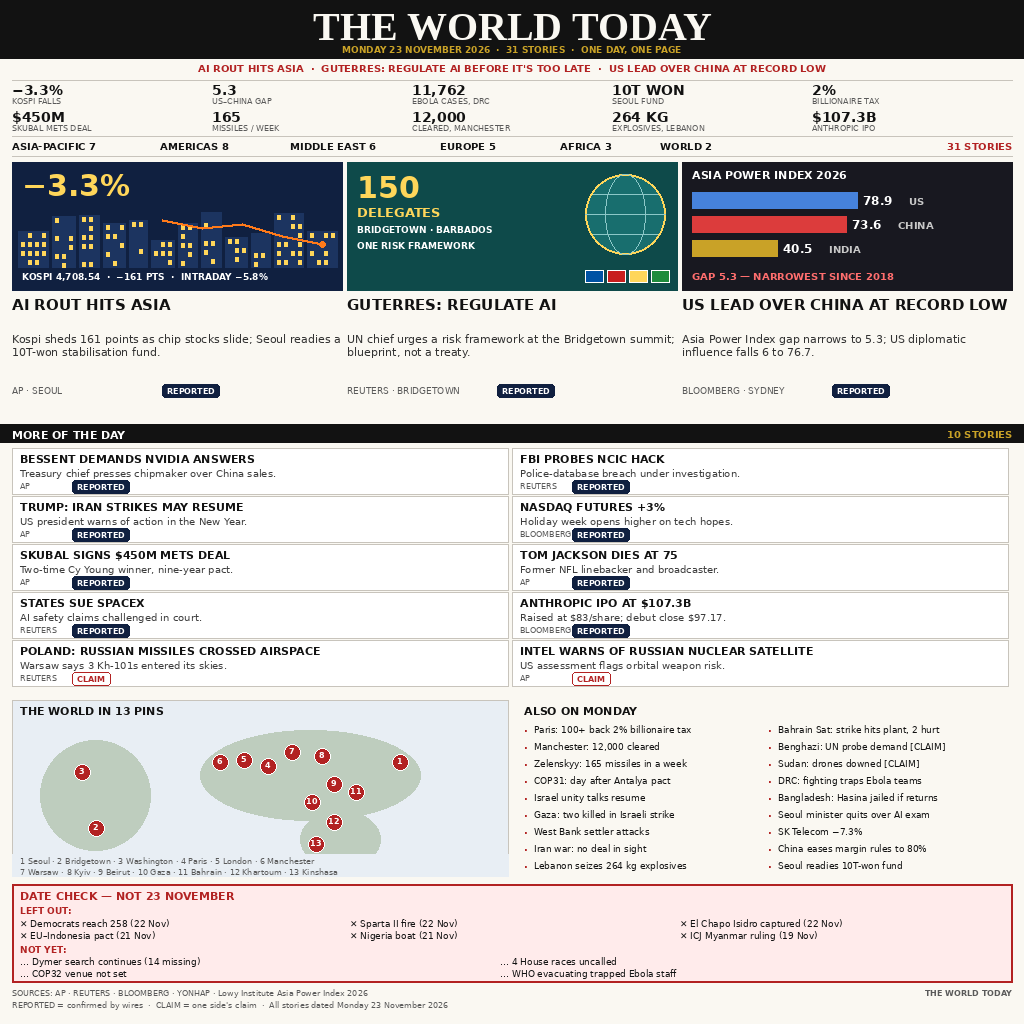 THE WORLD TODAY
MONDAY 23 NOVEMBER 2026 · 31 STORIES · ONE DAY, ONE PAGE
AI ROUT HITS ASIA · GUTERRES: REGULATE AI BEFORE IT'S TOO LATE · US LEAD OVER CHINA AT RECORD LOW
−3.3% 5.3 11,762 10T WON 2%
KOSPI FALLS US–CHINA GAP EBOLA CASES, DRC SEOUL FUND BILLIONAIRE TAX
$450M 165 12,000 264 KG $107.3B
SKUBAL METS DEAL MISSILES / WEEK CLEARED, MANCHESTER EXPLOSIVES, LEBANON ANTHROPIC IPO
ASIA-PACIFIC 7 AMERICAS 8 MIDDLE EAST 6 EUROPE 5 AFRICA 3 WORLD 2 31 STORIES
−3.3%
KOSPI 4,708.54 · −161 PTS · INTRADAY −5.8%
150
DELEGATES
BRIDGETOWN · BARBADOS
ONE RISK FRAMEWORK
ASIA POWER INDEX 2026
78.9 US
73.6 CHINA
40.5 INDIA
GAP 5.3 — NARROWEST SINCE 2018
AI ROUT HITS ASIA
Kospi sheds 161 points as chip stocks slide; Seoul readies a
10T-won stabilisation fund.
AP · SEOUL REPORTED
GUTERRES: REGULATE AI
UN chief urges a risk framework at the Bridgetown summit;
blueprint, not a treaty.
REUTERS · BRIDGETOWN REPORTED
US LEAD OVER CHINA AT RECORD LOW
Asia Power Index gap narrows to 5.3; US diplomatic
influence falls 6 to 76.7.
BLOOMBERG · SYDNEY REPORTED
MORE OF THE DAY 10 STORIES
BESSENT DEMANDS NVIDIA ANSWERS
Treasury chief presses chipmaker over China sales.
AP REPORTED
FBI PROBES NCIC HACK
Police-database breach under investigation.
REUTERS REPORTED
TRUMP: IRAN STRIKES MAY RESUME
US president warns of action in the New Year.
AP REPORTED
NASDAQ FUTURES +3%
Holiday week opens higher on tech hopes.
BLOOMBERG REPORTED
SKUBAL SIGNS $450M METS DEAL
Two-time Cy Young winner, nine-year pact.
AP REPORTED
TOM JACKSON DIES AT 75
Former NFL linebacker and broadcaster.
AP REPORTED
STATES SUE SPACEX
AI safety claims challenged in court.
REUTERS REPORTED
ANTHROPIC IPO AT $107.3B
Raised at $83/share; debut close $97.17.
BLOOMBERG REPORTED
POLAND: RUSSIAN MISSILES CROSSED AIRSPACE
Warsaw says 3 Kh-101s entered its skies.
REUTERS CLAIM
INTEL WARNS OF RUSSIAN NUCLEAR SATELLITE
US assessment flags orbital weapon risk.
AP CLAIM
THE WORLD IN 13 PINS
7
8
6
5
4
1
3
9
11
10
12
2
13
1 Seoul · 2 Bridgetown · 3 Washington · 4 Paris · 5 London · 6 Manchester
7 Warsaw · 8 Kyiv · 9 Beirut · 10 Gaza · 11 Bahrain · 12 Khartoum · 13 Kinshasa
ALSO ON MONDAY
• Paris: 100+ back 2% billionaire tax
• Manchester: 12,000 cleared
• Zelenskyy: 165 missiles in a week
• COP31: day after Antalya pact
• Israel unity talks resume
• Gaza: two killed in Israeli strike
• West Bank settler attacks
• Iran war: no deal in sight
• Lebanon seizes 264 kg explosives
• Bahrain Sat: strike hits plant, 2 hurt
• Benghazi: UN probe demand [CLAIM]
• Sudan: drones downed [CLAIM]
• DRC: fighting traps Ebola teams
• Bangladesh: Hasina jailed if returns
• Seoul minister quits over AI exam
• SK Telecom −7.3%
• China eases margin rules to 80%
• Seoul readies 10T-won fund
DATE CHECK — NOT 23 NOVEMBER
LEFT OUT:
× Democrats reach 258 (22 Nov) × Sparta II fire (22 Nov) × El Chapo Isidro captured (22 Nov)
× EU–Indonesia pact (21 Nov) × Nigeria boat (21 Nov) × ICJ Myanmar ruling (19 Nov)
NOT YET:
... Dymer search continues (14 missing) ... 4 House races uncalled
... COP32 venue not set ... WHO evacuating trapped Ebola staff
SOURCES: AP · REUTERS · BLOOMBERG · YONHAP · Lowy Institute Asia Power Index 2026 THE WORLD TODAY
REPORTED = confirmed by wires · CLAIM = one side's claim · All stories dated Monday 23 November 2026